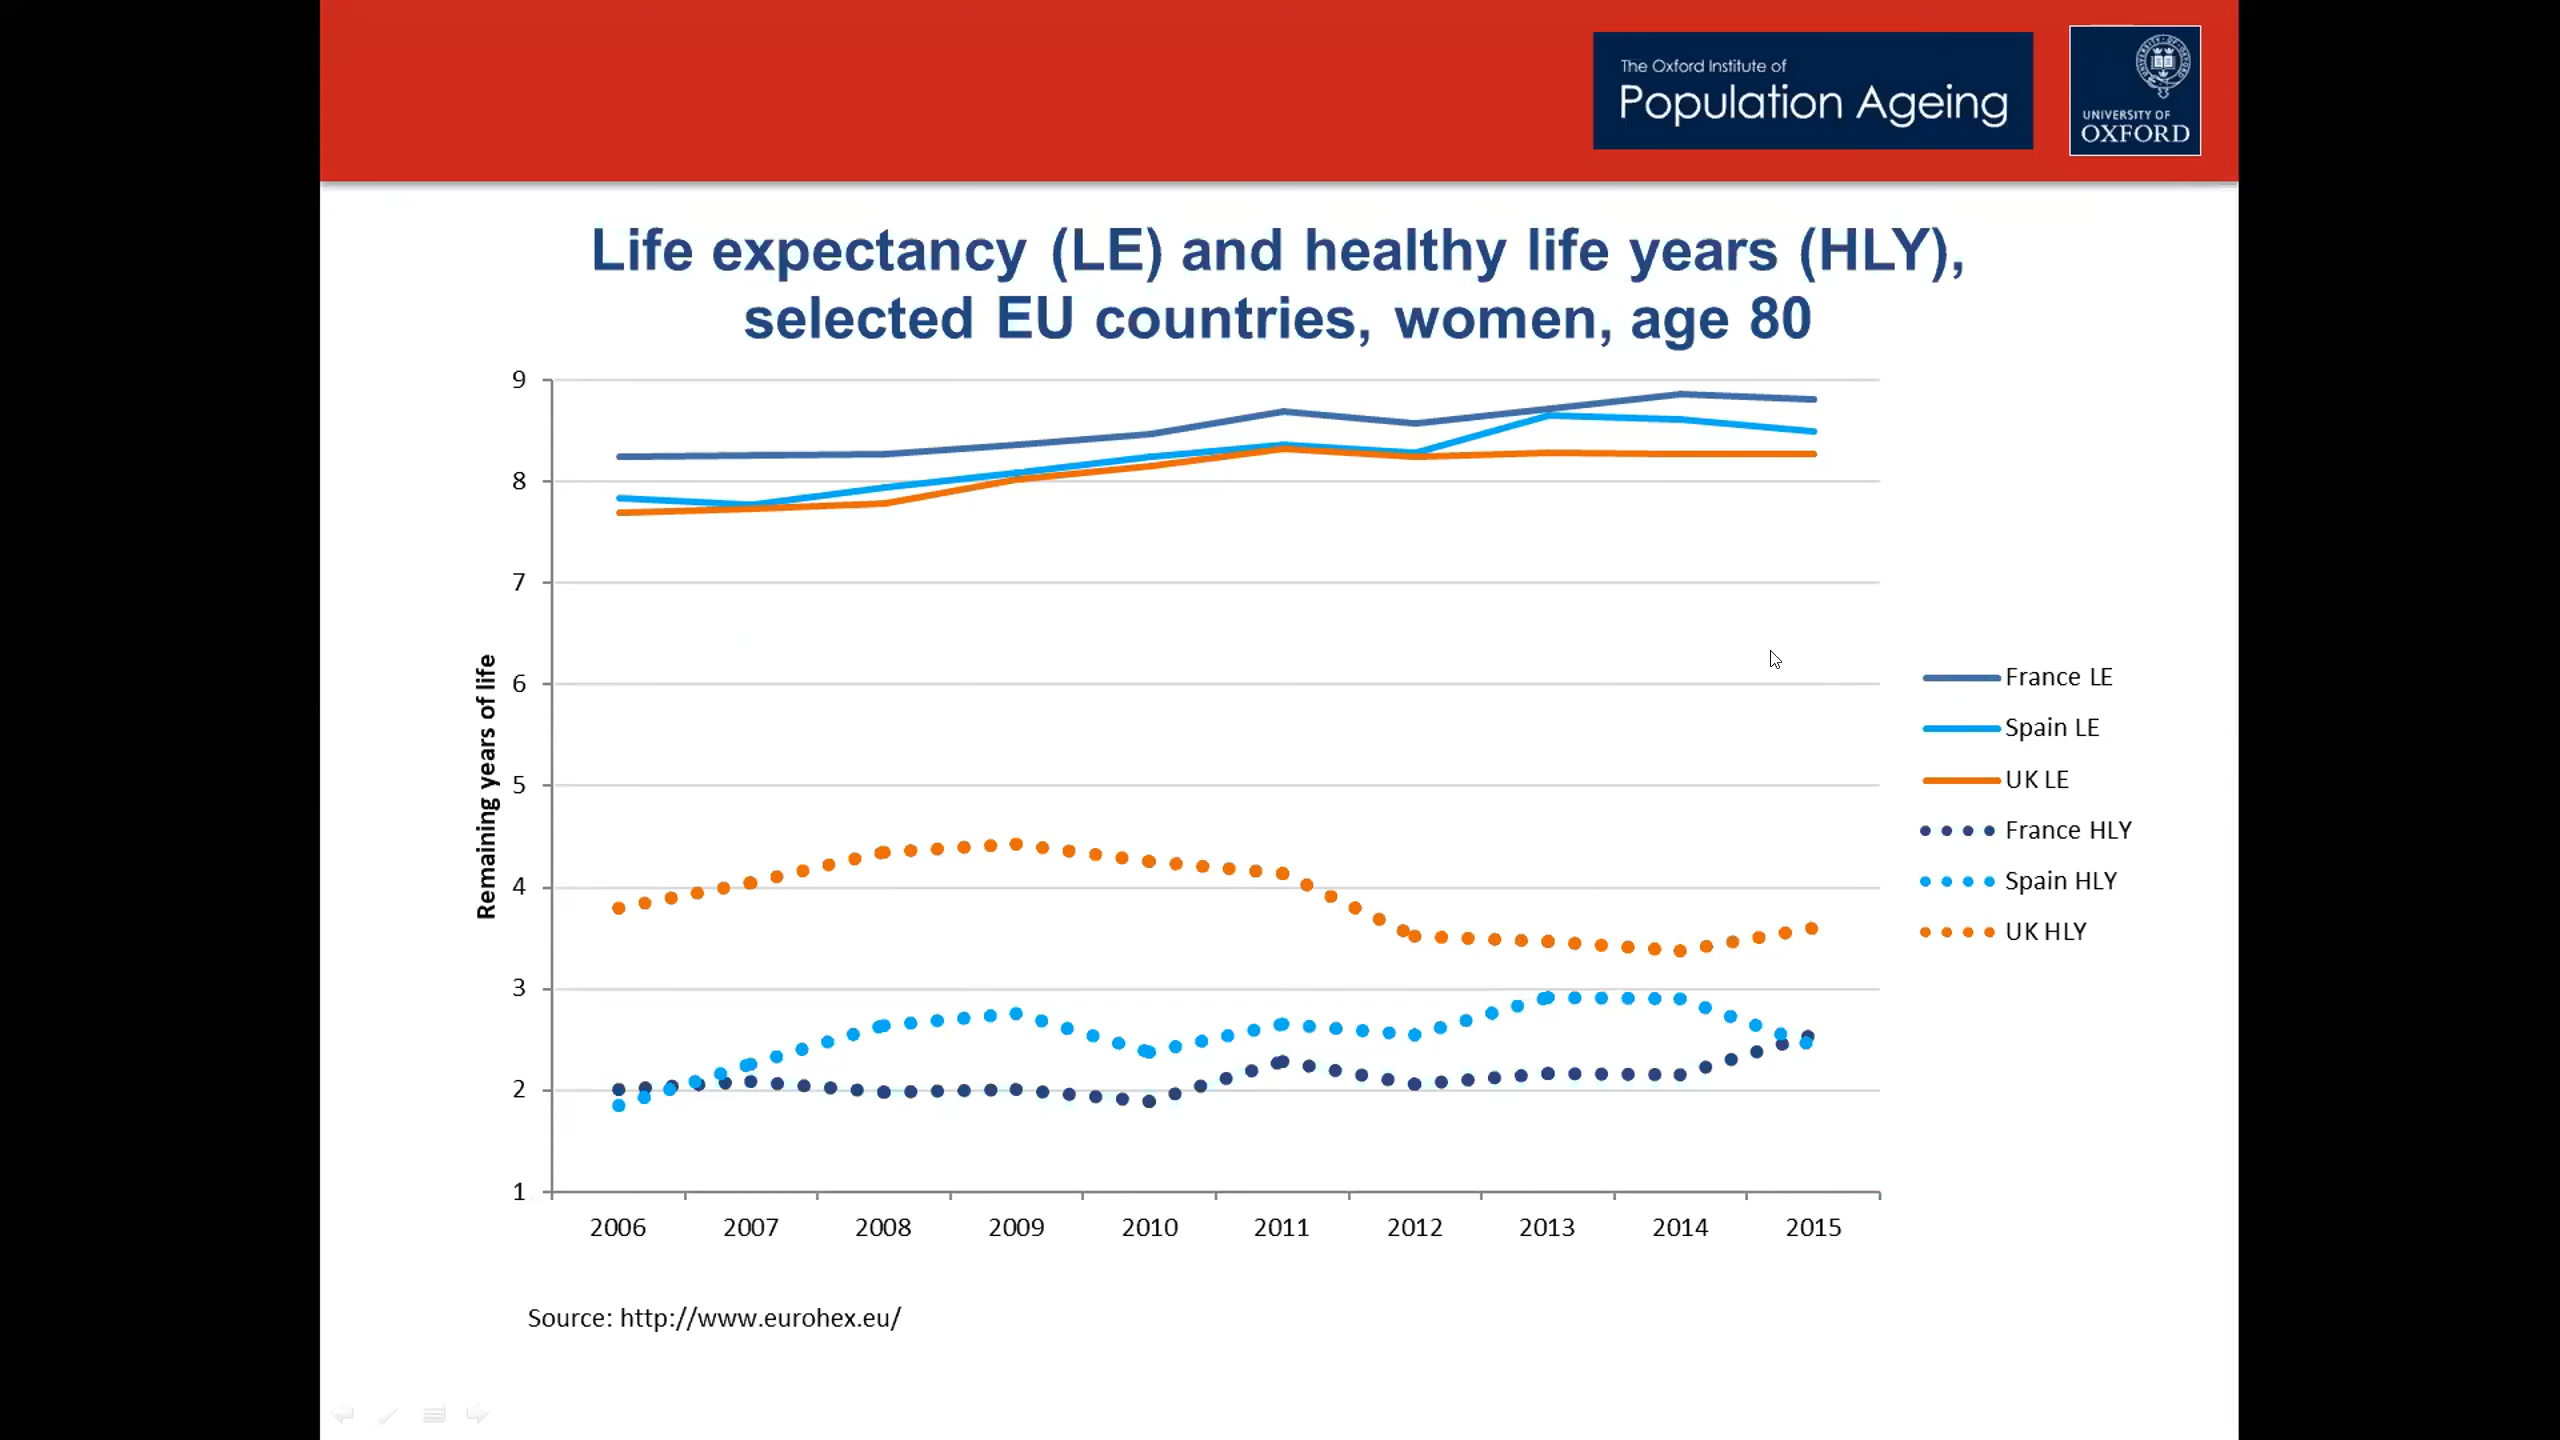 The Oxford Institute of
Population Ageing
UNIVERSITY OF
OXFORD
Life expectancy (LE) and healthy life years (HLY),
selected EU countries, women, age 80
Remaining years of life
9
8
7
6
5
4
3
2
1
2006 2007 2008 2009 2010 2011 2012 2013 2014 2015
France LE
Spain LE
UK LE
France HLY
Spain HLY
UK HLY
Source: http://www.eurohex.eu/